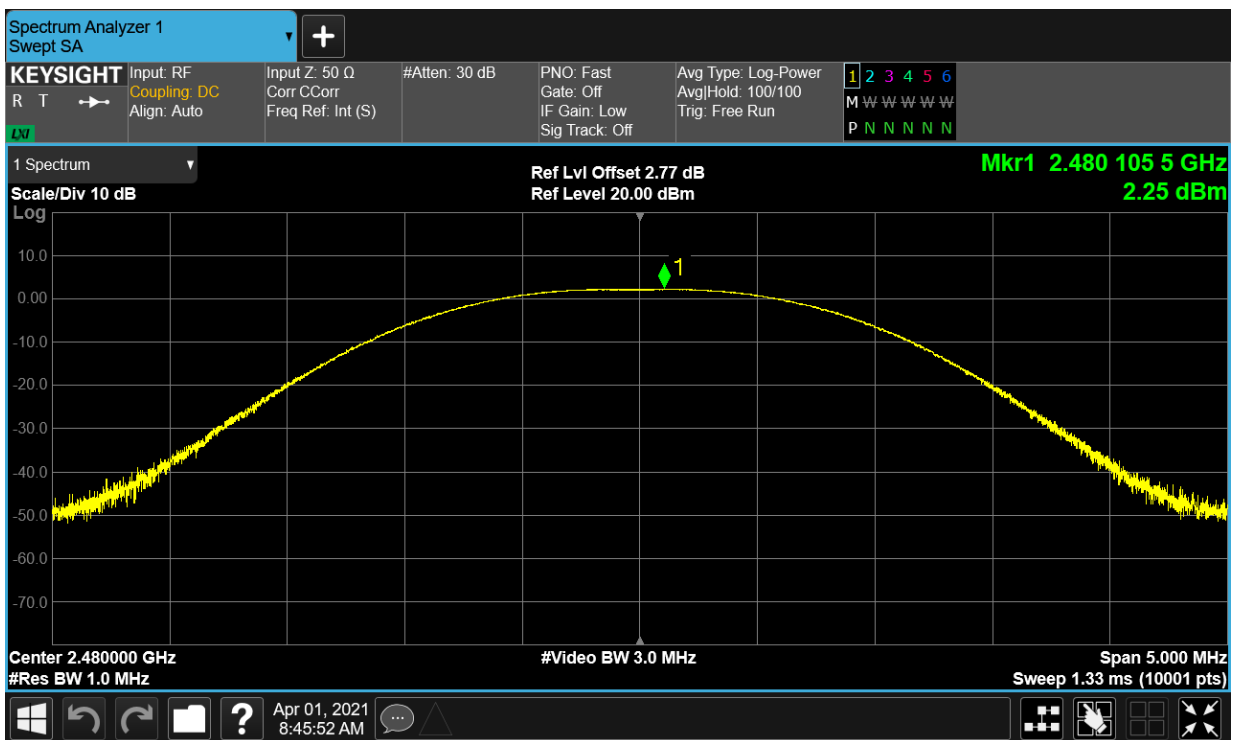 Spectrum Analyzer 1
Swept SA
KEYSIGHT
R T
LXI
Input: RF
Coupling: DC
Align: Auto
Input Z: 50 Ω
Corr CCorr
Freq Ref: Int (S)
#Atten: 30 dB
PNO: Fast
Gate: Off
IF Gain: Low
Sig Track: Off
Avg Type: Log-Power
Avg|Hold: 100/100
Trig: Free Run
1 2 3 4 5 6
M W W W W W
P N N N N N
1 Spectrum
Scale/Div 10 dB
Log
Ref Lvl Offset 2.77 dB
Ref Level 20.00 dBm
Mkr1 2.480 105 5 GHz
2.25 dBm
1
10.0
0.00
-10.0
-20.0
-30.0
-40.0
-50.0
-60.0
-70.0
Center 2.480000 GHz
#Video BW 3.0 MHz
Span 5.000 MHz
#Res BW 1.0 MHz
Sweep 1.33 ms (10001 pts)
Apr 01, 2021
8:45:52 AM